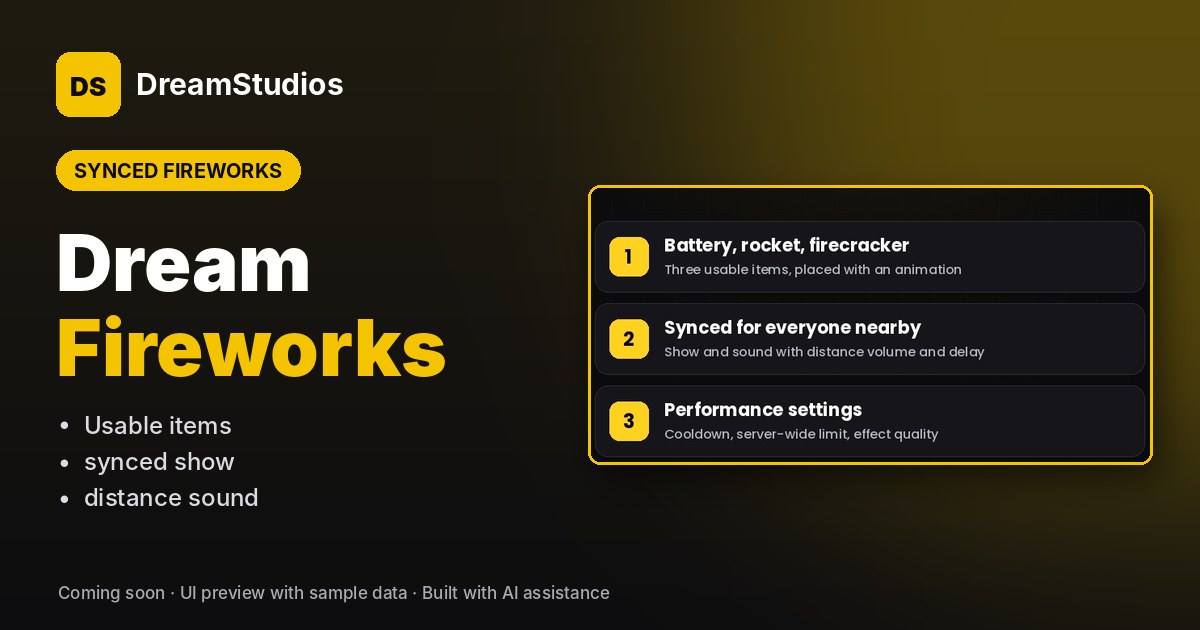 DS DreamStudios
SYNCED FIREWORKS
Dream
Fireworks
• Usable items
• synced show
• distance sound
1 Battery, rocket, firecracker
Three usable items, placed with an animation
2 Synced for everyone nearby
Show and sound with distance volume and delay
3 Performance settings
Cooldown, server-wide limit, effect quality
Coming soon · UI preview with sample data · Built with AI assistance